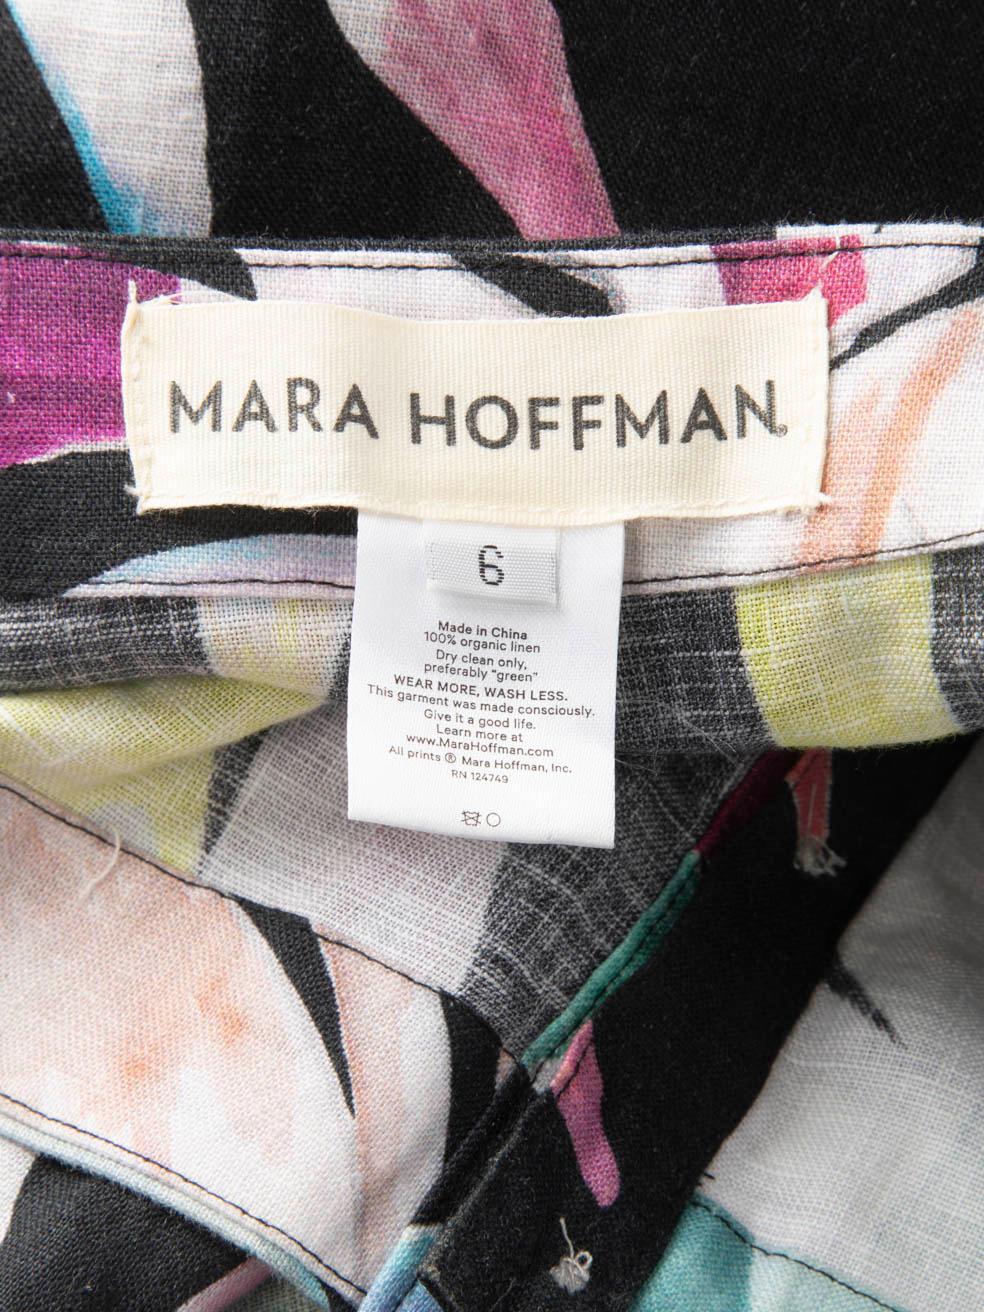 MARA HOFFMAN.
6
Made in China
100% organic linen
Dry clean only,
preferably “green”
WEAR MORE, WASH LESS.
This garment was made consciously.
Give it a good life.
Learn more at
www.MaraHoffman.com
All prints ® Mara Hoffman, Inc.
RN 124749